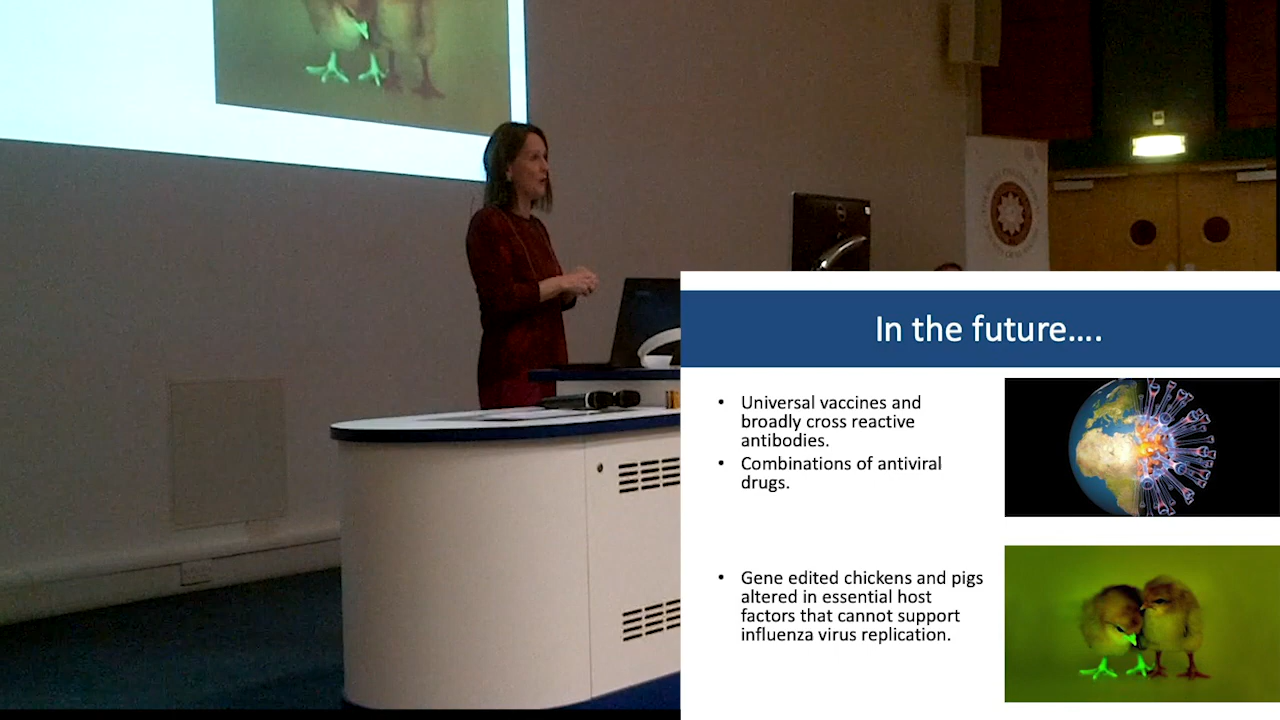 In the future....
• Universal vaccines and
broadly cross reactive
antibodies.
• Combinations of antiviral
drugs.
• Gene edited chickens and pigs
altered in essential host
factors that cannot support
influenza virus replication.